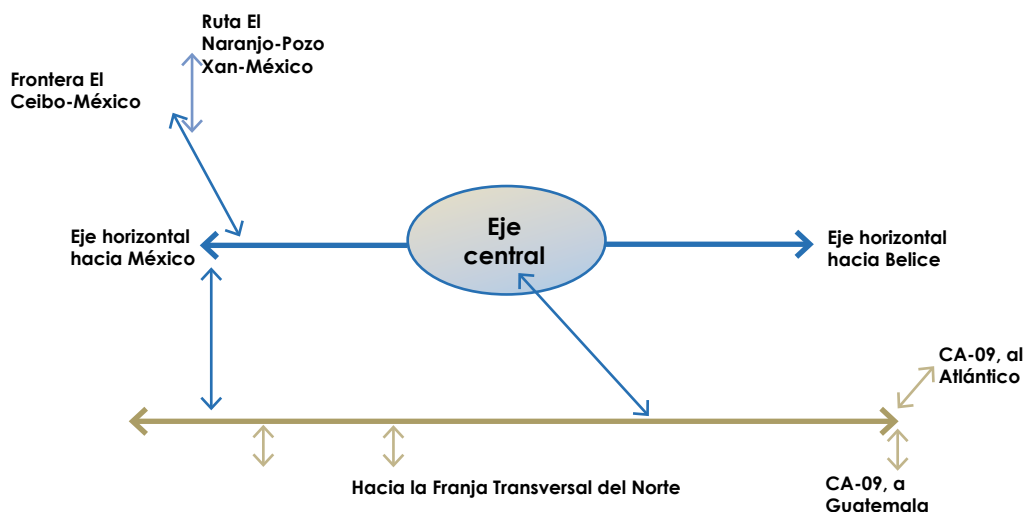 Ruta El
Naranjo-Pozo
Xan-México
Frontera El
Ceibo-México
Eje
central
Eje horizontal
hacia México
Eje horizontal
hacia Belice
CA-09, al
Atlántico
Hacia la Franja Transversal del Norte
CA-09, a
Guatemala